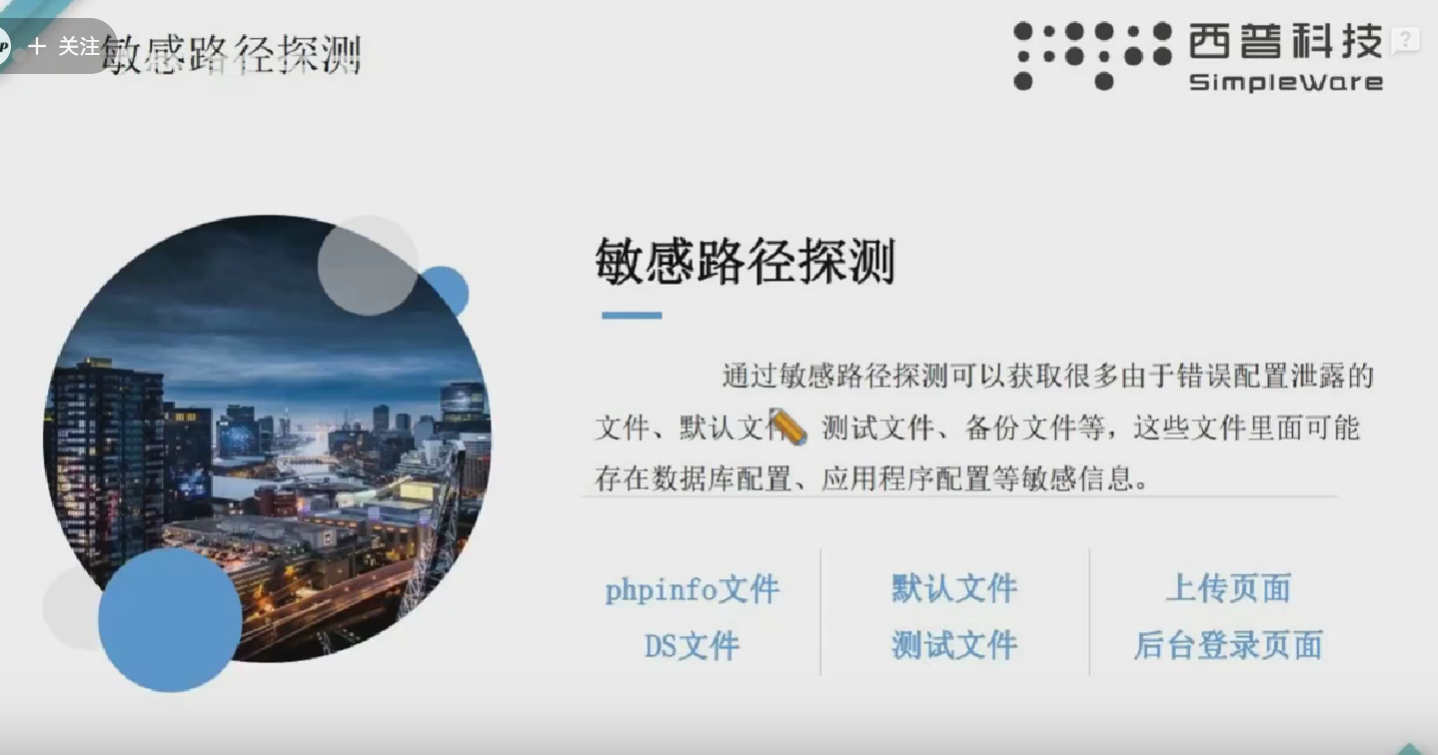 + 关注
敏感路径探测
西普科技
SimpleWare
?
敏感路径探测
通过敏感路径探测可以获取很多由于错误配置泄露的
文件、默认文件 测试文件、备份文件等，这些文件里面可能
存在数据库配置、应用程序配置等敏感信息。
phpinfo文件
默认文件
上传页面
DS文件
测试文件
后台登录页面